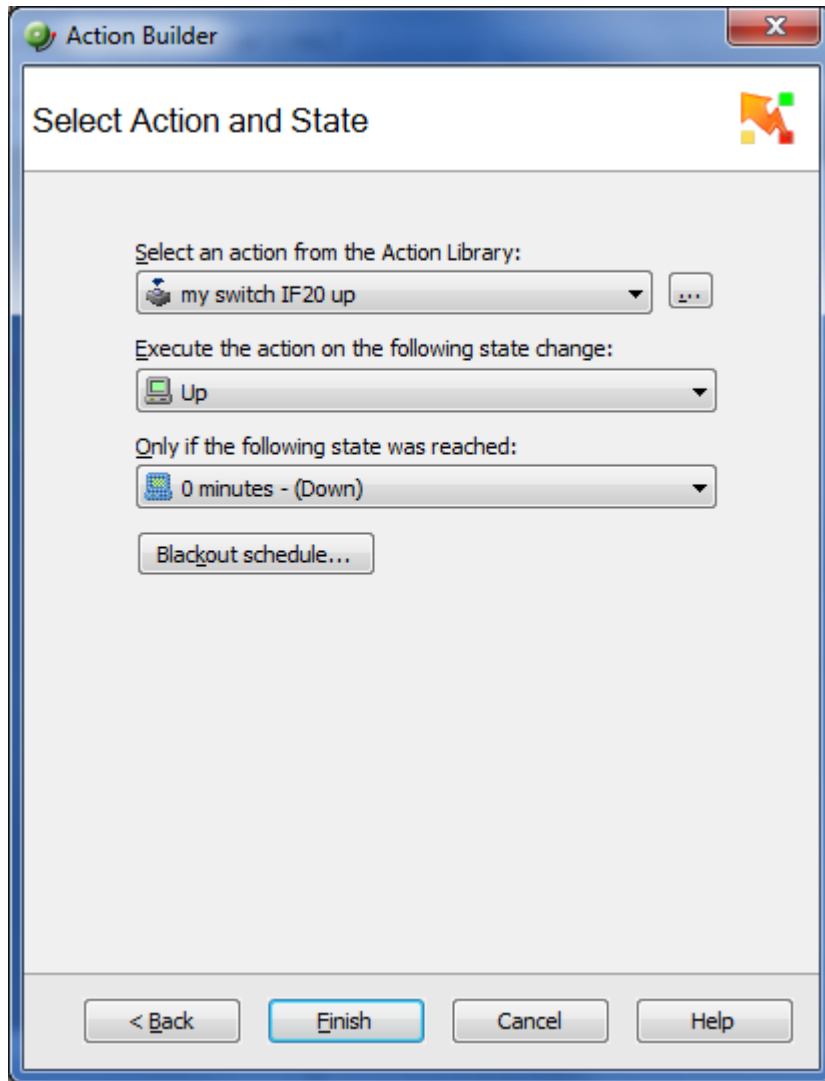 Action Builder
Select Action and State
Select an action from the Action Library:
my switch IF20 up
...
Execute the action on the following state change:
Up
Only if the following state was reached:
0 minutes - (Down)
Blackout schedule...
< Back Finish Cancel Help